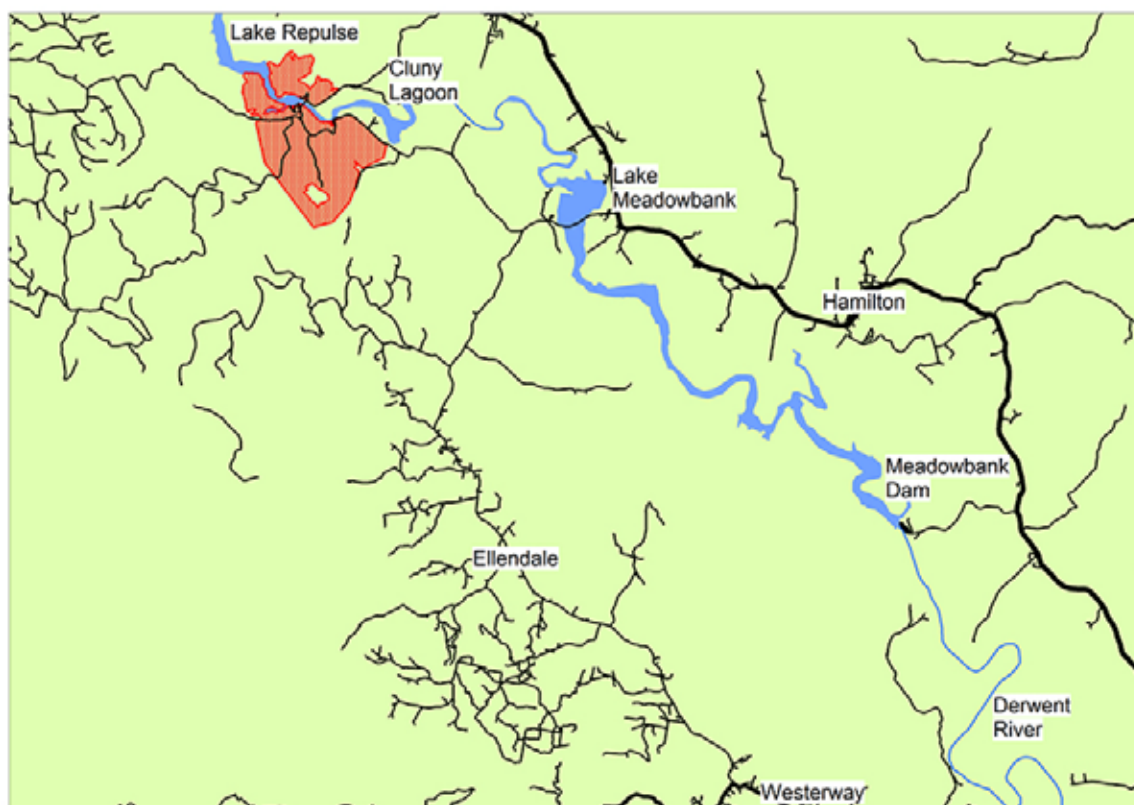 Lake Repulse
Cluny
Lagoon
Lake
Meadowbank
Hamilton
Meadowbank
Dam
Ellendale
Derwent
River
Westerway